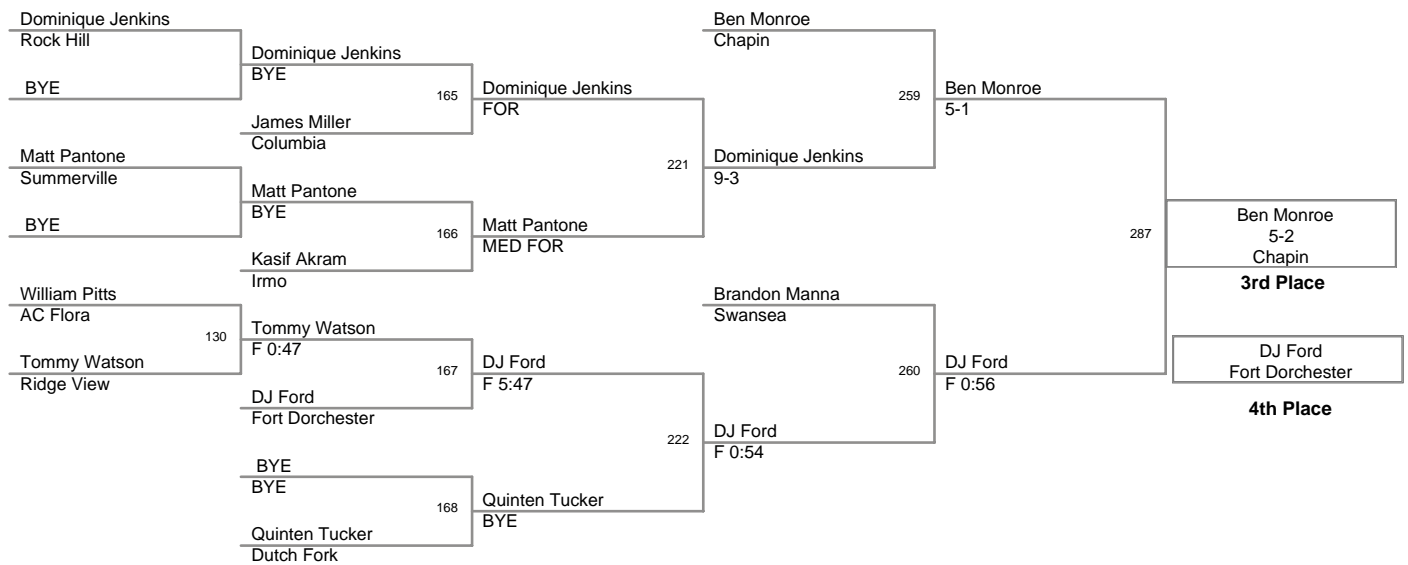 Dominique Jenkins
Rock Hill
BYE
Matt Pantone
Summerville
BYE
William Pitts
AC Flora
130
Tommy Watson
Ridge View
Dominique Jenkins
BYE
165
James Miller
Columbia
Matt Pantone
BYE
166
Kasif Akram
Irmo
Tommy Watson
F 0:47
167
DJ Ford
Fort Dorchester
BYE
BYE
168
Quinten Tucker
Dutch Fork
Dominique Jenkins
FOR
221
Matt Pantone
MED FOR
DJ Ford
F 5:47
222
Quinten Tucker
BYE
Ben Monroe
Chapin
259
Dominique Jenkins
9-3
Brandon Manna
Swansea
260
DJ Ford
F 0:54
Ben Monroe
5-1
287
DJ Ford
F 0:56
Ben Monroe
5-2
Chapin
3rd Place
DJ Ford
Fort Dorchester
4th Place